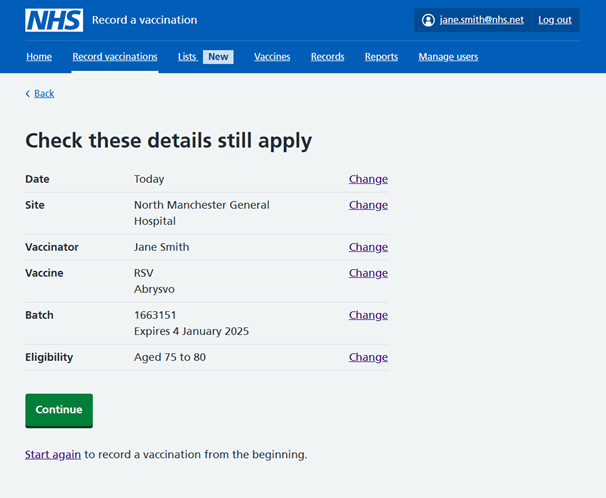 NHS Record a vaccination
jane.smith@nhs.net Log out
Home Record vaccinations Lists New Vaccines Records Reports Manage users
Back
Check these details still apply
Date Today Change
Site North Manchester General Change
Hospital
Vaccinator Jane Smith Change
Vaccine RSV Change
Abrysvo
Batch 1663151 Change
Expires 4 January 2025
Eligibility Aged 75 to 80 Change
Continue
Start again to record a vaccination from the beginning.